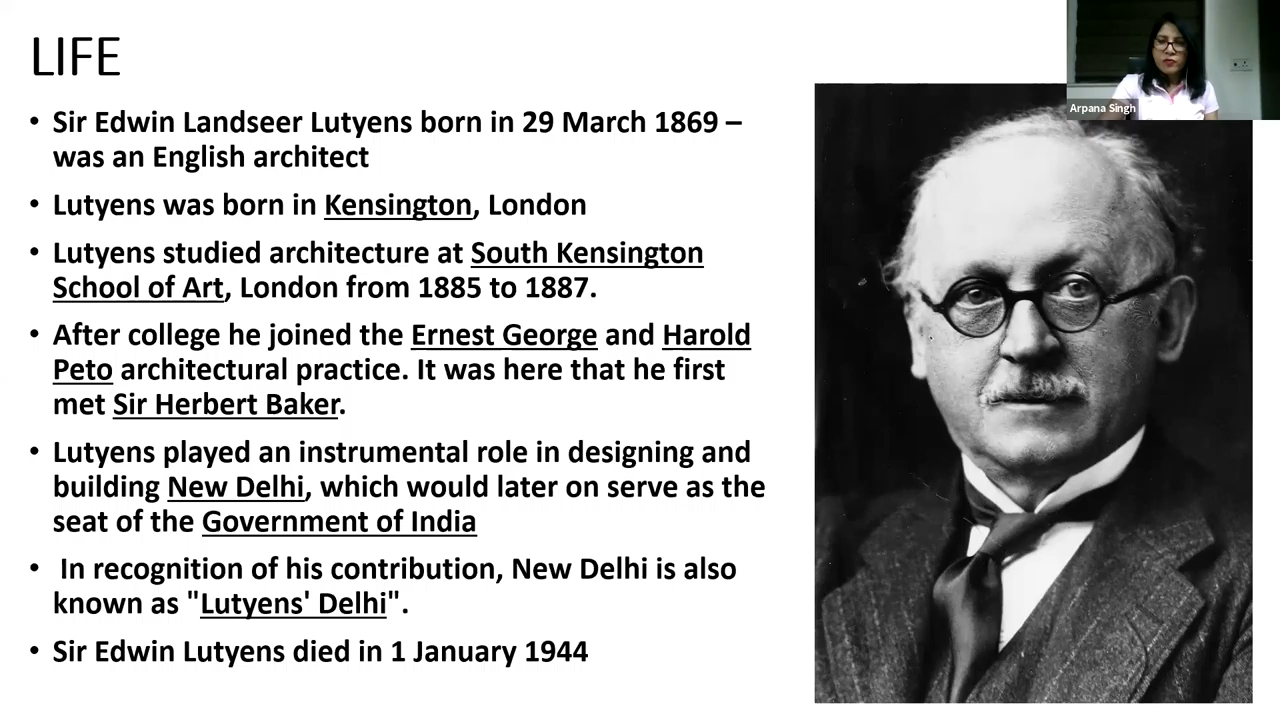 LIFE
• Sir Edwin Landseer Lutyens born in 29 March 1869 –
was an English architect
• Lutyens was born in Kensington, London
• Lutyens studied architecture at South Kensington
School of Art, London from 1885 to 1887.
• After college he joined the Ernest George and Harold
Peto architectural practice. It was here that he first
met Sir Herbert Baker.
• Lutyens played an instrumental role in designing and
building New Delhi, which would later on serve as the
seat of the Government of India
• In recognition of his contribution, New Delhi is also
known as "Lutyens' Delhi".
• Sir Edwin Lutyens died in 1 January 1944
Arpana Singh